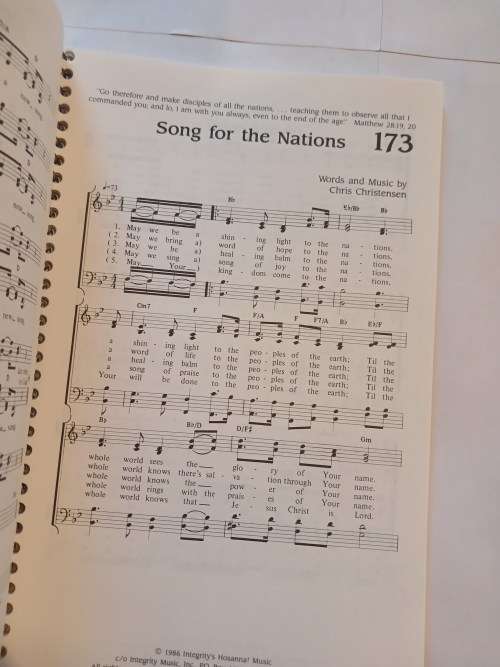 "Go therefore and make disciples of all the nations, . . . teaching them to observe all that I
commanded you; and lo, I am with you always, even to the end of the age." Matthew 28:19, 20
Song for the Nations 173
Words and Music by
Chris Christensen
♩=73
B♭ E♭/B♭ B♭
1. May we be a shin - ing light to the na - tions,
( 2. May we bring a) word of hope to the na - tions,
( 3. May we be a) heal - ing balm to the na - tions,
( 4. May we sing a) song of joy to the na - tions,
( 5. May Your ) king - dom come to the na - tions,
Cm7 F F/A F F7/A B♭ E♭/F
a shin - ing light to the peo - ples of the earth; Til the
a word of life to the peo - ples of the earth; Til the
a heal - ing balm to the peo - ples of the earth; Til the
a song of praise to the peo - ples of the earth; Til the
Your will be done to the peo - ples of the earth; Til the
B♭ B♭/D D/F♯ Gm
whole world sees the glo - ry of Your name.
whole world knows there's sal - va - tion through Your name.
whole world knows the pow - er of Your name.
whole world rings with the prais - es of Your name.
whole world knows that Je - sus Christ is Lord.
© 1986 Integrity's Hosanna! Music
c/o Integrity Music, Inc.